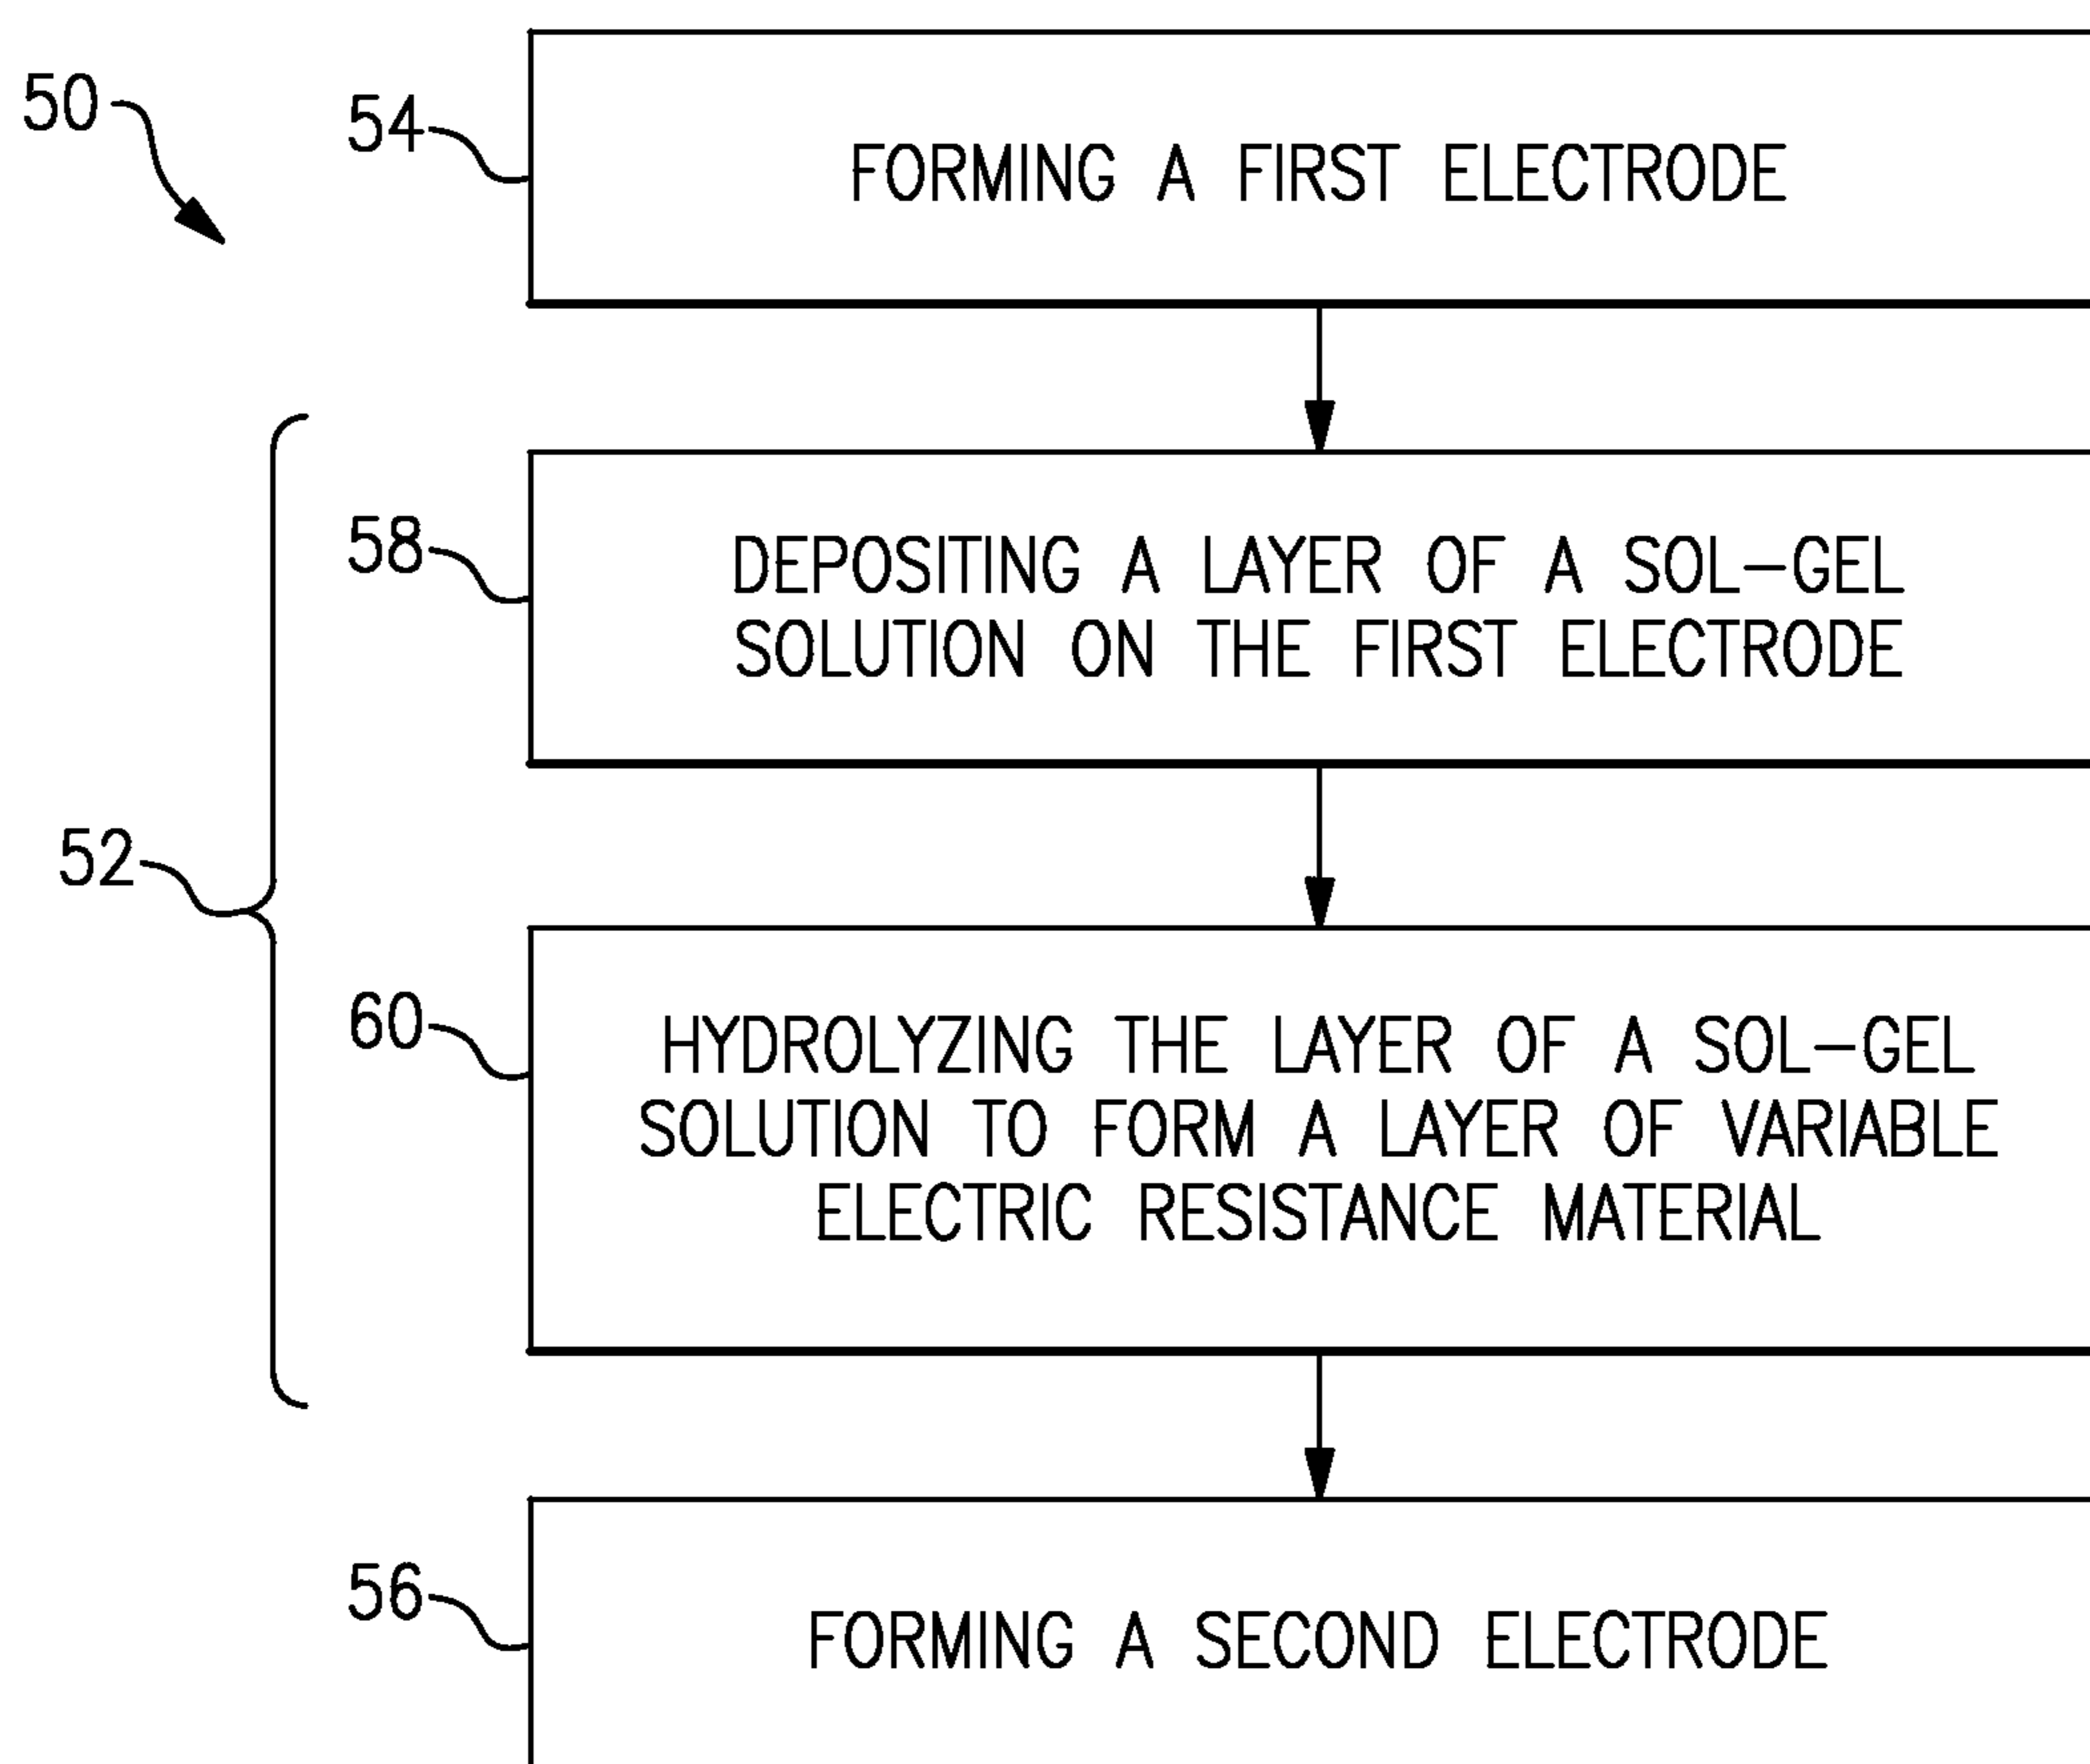 50
54
FORMING A FIRST ELECTRODE
58
DEPOSITING A LAYER OF A SOL-GEL
SOLUTION ON THE FIRST ELECTRODE
52
60
HYDROLYZING THE LAYER OF A SOL-GEL
SOLUTION TO FORM A LAYER OF VARIABLE
ELECTRIC RESISTANCE MATERIAL
56
FORMING A SECOND ELECTRODE